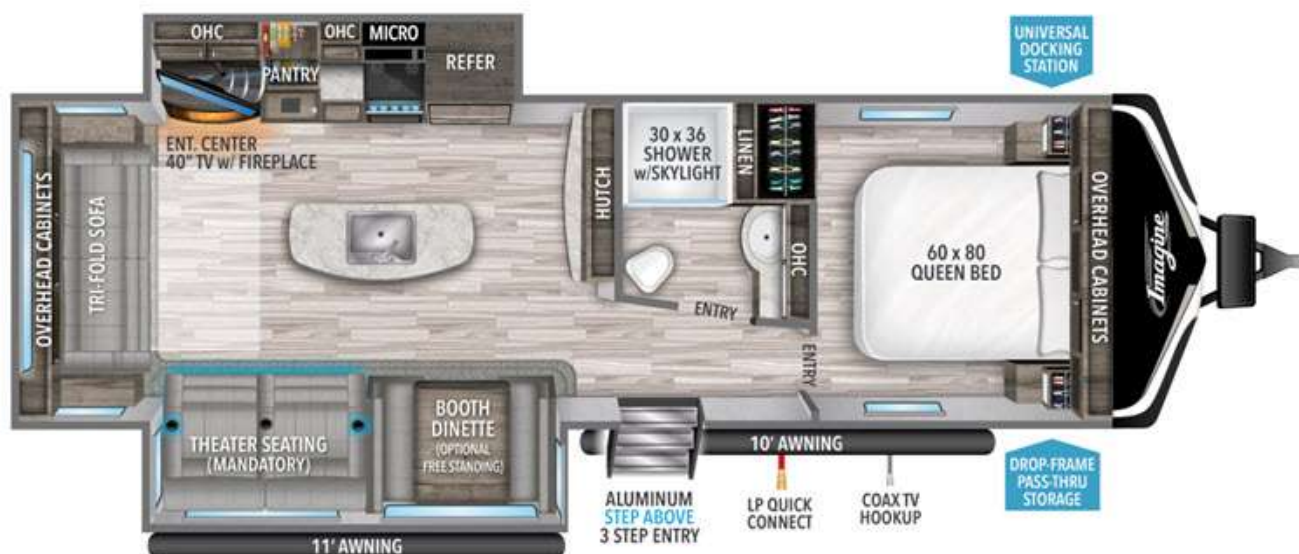 OHC
OHC
MICRO
PANTRY
REFER
ENT. CENTER
40" TV w/ FIREPLACE
OVERHEAD CABINETS
TRI-FOLD SOFA
HUTCH
30 x 36
SHOWER
w/SKYLIGHT
LINEN
OHC
ENTRY
ENTRY
60 x 80
QUEEN BED
OVERHEAD CABINETS
UNIVERSAL
DOCKING
STATION
Imagine
THEATER SEATING
(MANDATORY)
BOOTH
DINETTE
(OPTIONAL
FREE STANDING)
11' AWNING
10' AWNING
ALUMINUM
STEP ABOVE
3 STEP ENTRY
LP QUICK
CONNECT
COAX TV
HOOKUP
DROP-FRAME
PASS-THRU
STORAGE